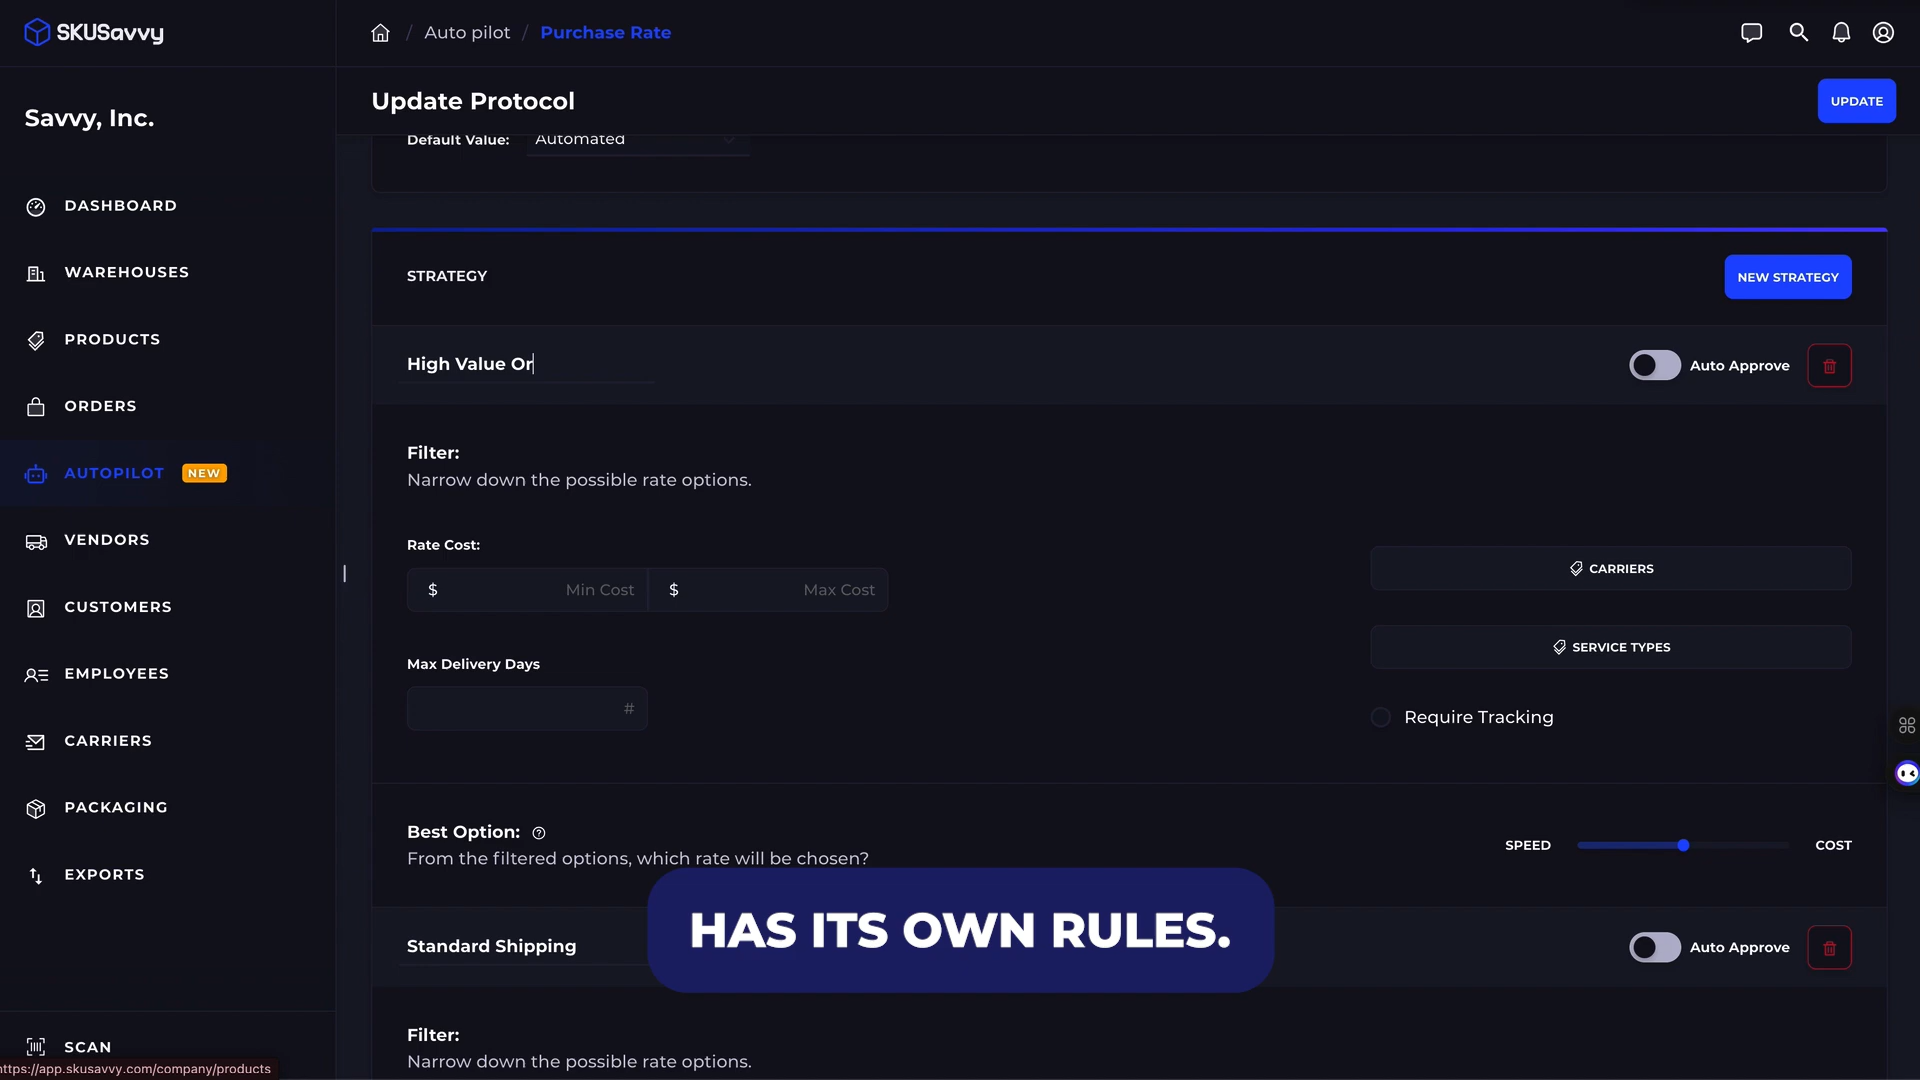 SKUSavvy
/ Auto pilot / Purchase Rate
Savvy, Inc.
Update Protocol
UPDATE
Default Value: Automated
DASHBOARD
WAREHOUSES
PRODUCTS
ORDERS
AUTOPILOT NEW
VENDORS
CUSTOMERS
EMPLOYEES
CARRIERS
PACKAGING
EXPORTS
SCAN
https://app.skusavvy.com/company/products
STRATEGY
NEW STRATEGY
High Value Or
Auto Approve
Filter:
Narrow down the possible rate options.
Rate Cost:
$ Min Cost $ Max Cost
CARRIERS
Max Delivery Days
#
SERVICE TYPES
Require Tracking
Best Option:
From the filtered options, which rate will be chosen?
SPEED COST
HAS ITS OWN RULES.
Standard Shipping
Auto Approve
Filter:
Narrow down the possible rate options.